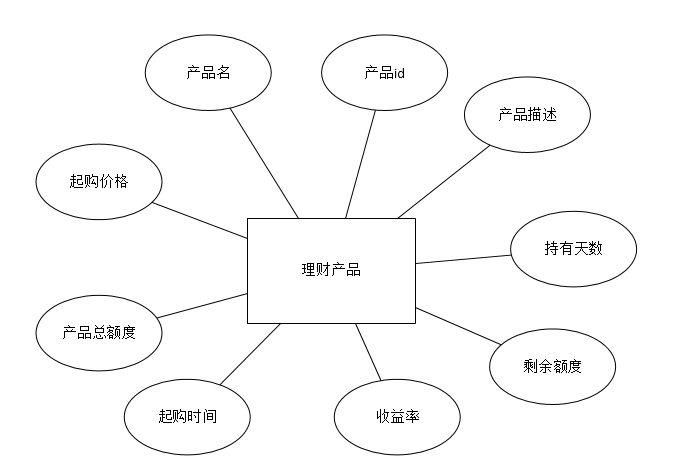 产品名
产品id
产品描述
起购价格
持有天数
理财产品
产品总额度
剩余额度
起购时间
收益率